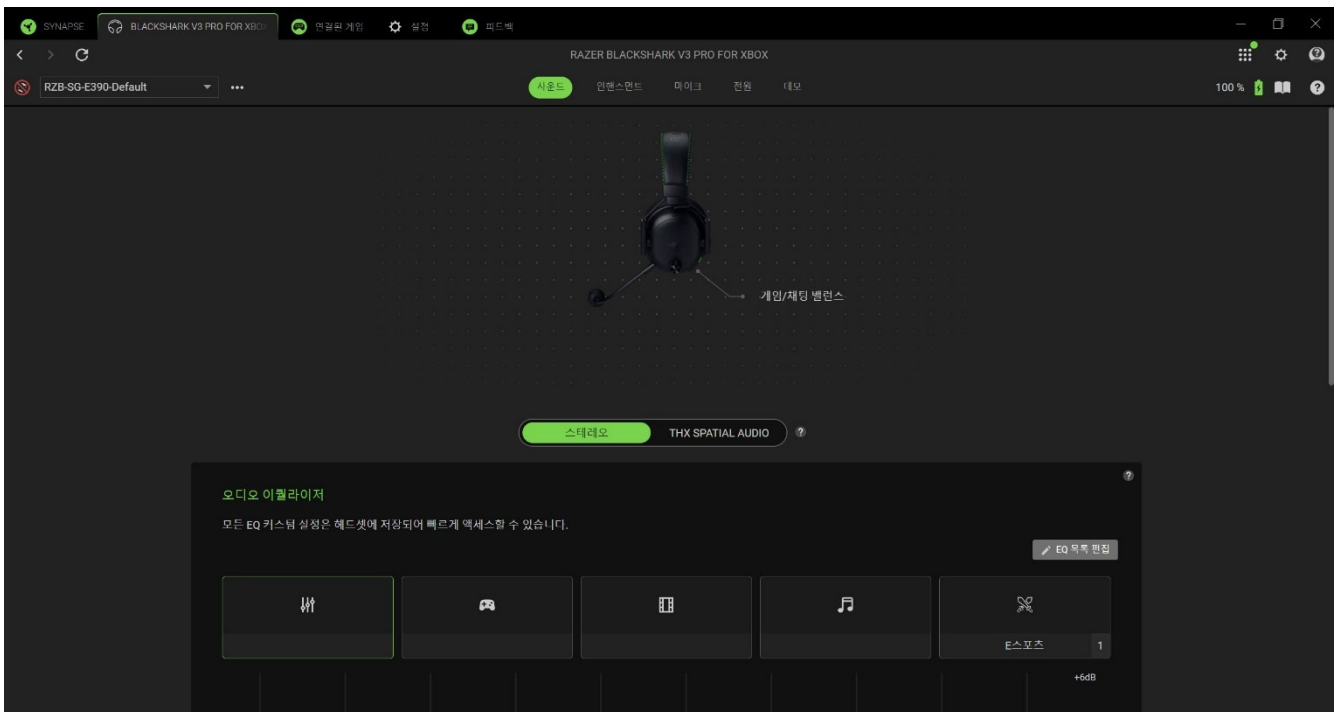 SYNAPSE BLACKSHARK V3 PRO FOR XBO 연결된 게임 설정 피드백
RAZER BLACKSHARK V3 PRO FOR XBOX
RZB-SG-E390-Default 사운드 인핸스먼트 마이크 전원 데모 100 %
게임/채팅 밸런스
스테레오 THX SPATIAL AUDIO
오디오 이퀄라이저
모든 EQ 커스텀 설정은 헤드셋에 저장되어 빠르게 액세스할 수 있습니다.
EQ 목록 편집
E스포츠 1
+6dB